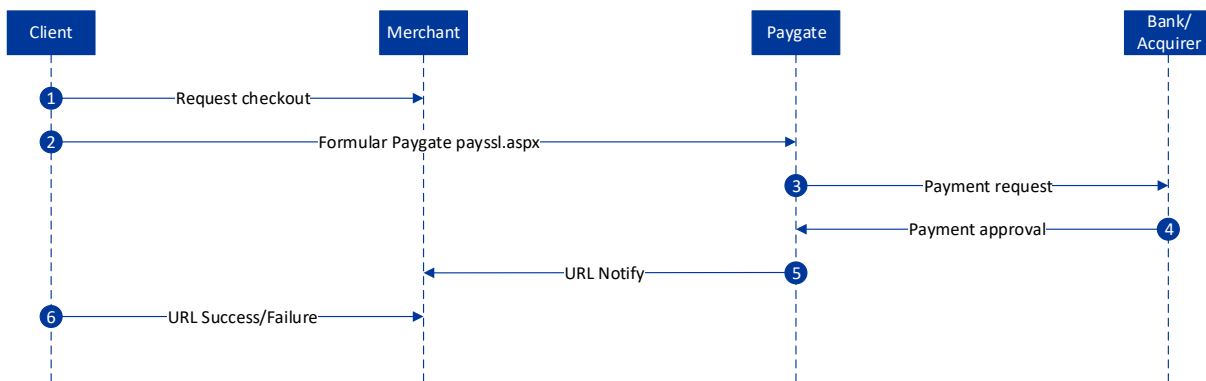 Client
Merchant
Paygate
Bank/
Acquirer
1
Request checkout
2
Formular Paygate payssl.aspx
3
Payment request
Payment approval
4
URL Notify
5
6
URL Success/Failure